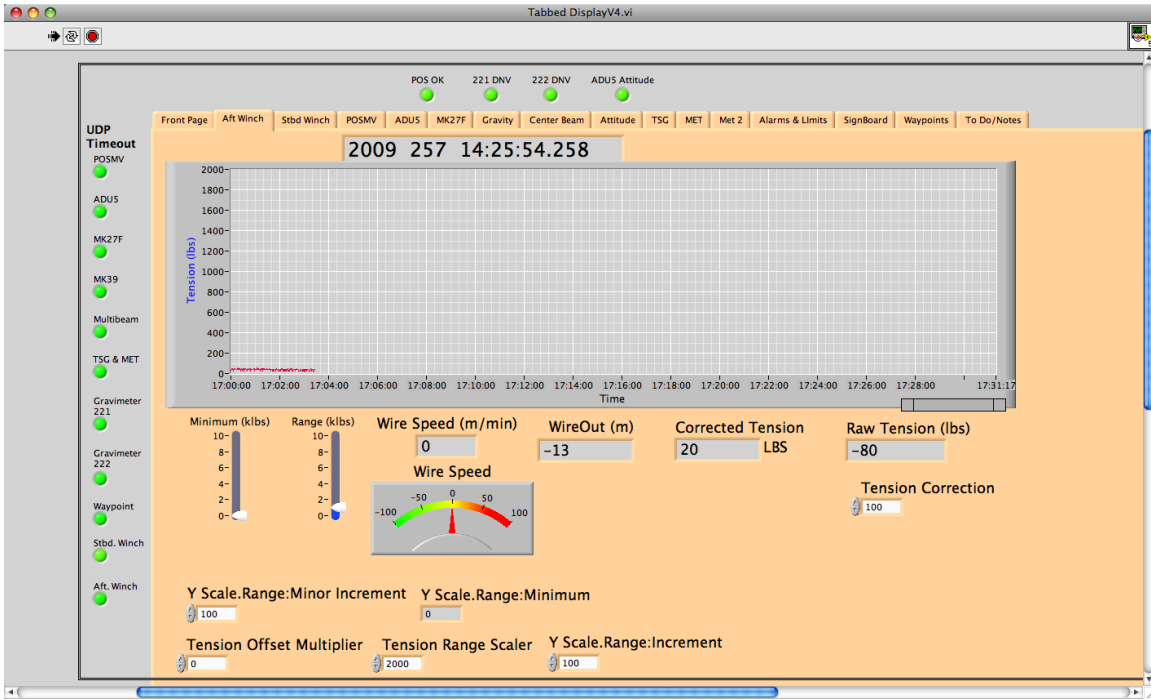 Tabbed DisplayV4.vi
POS OK 221 DNV 222 DNV ADU5 Attitude
UDP
Timeout
POSMV
ADU5
MK27F
MK39
Multibeam
TSG & MET
Gravimeter
221
Gravimeter
222
Waypoint
Stbd. Winch
Aft. Winch
Front Page Aft Winch Stbd Winch POSMV ADU5 MK27F Gravity Center Beam Attitude TSG MET Met 2 Alarms & LImits SignBoard Waypoints To Do/Notes
2009 257 14:25:54.258
Tension (lbs)
2000
1800
1600
1400
1200
1000
800
600
400
200
0
17:00:00 17:02:00 17:04:00 17:06:00 17:08:00 17:10:00 17:12:00 17:14:00 17:16:00 17:18:00 17:20:00 17:22:00 17:24:00 17:26:00 17:28:00 17:31:17
Time
Minimum (klbs)
10
8
6
4
2
0
Range (klbs)
10
8
6
4
2
0
Wire Speed (m/min)
0
WireOut (m)
-13
Corrected Tension
20 LBS
Raw Tension (lbs)
-80
Wire Speed
-100 -50 0 50 100
Tension Correction
100
Y Scale.Range:Minor Increment
100
Y Scale.Range:Minimum
0
Tension Offset Multiplier
0
Tension Range Scaler
2000
Y Scale.Range:Increment
100